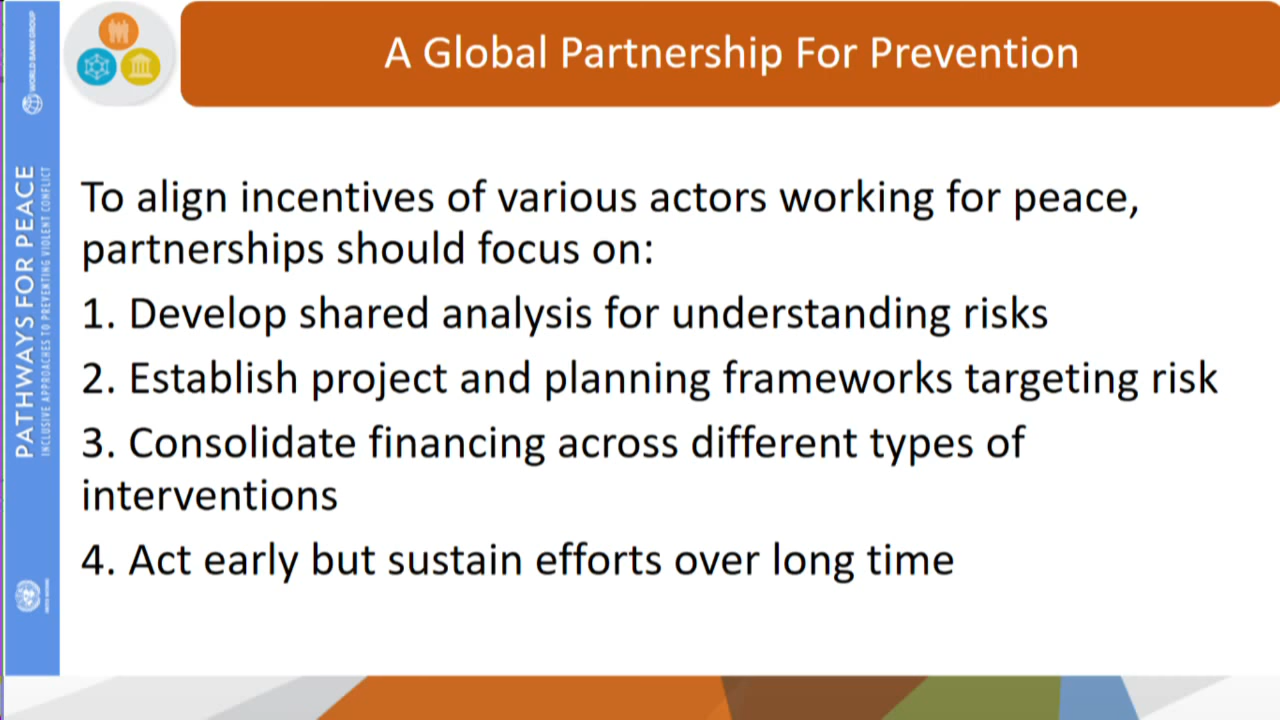 A Global Partnership For Prevention
WORLD BANK GROUP
PATHWAYS FOR PEACE
INCLUSIVE APPROACHES TO PREVENTING VIOLENT CONFLICT
To align incentives of various actors working for peace,
partnerships should focus on:
1. Develop shared analysis for understanding risks
2. Establish project and planning frameworks targeting risk
3. Consolidate financing across different types of
interventions
4. Act early but sustain efforts over long time